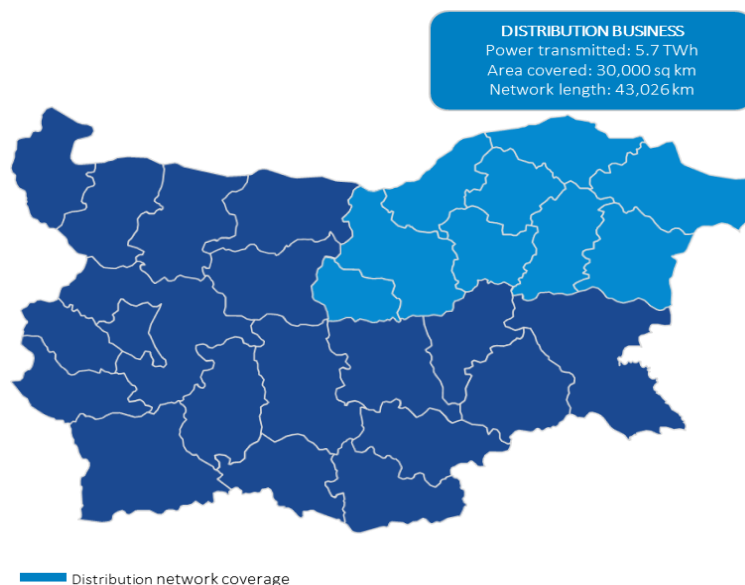 DISTRIBUTION BUSINESS
Power transmitted: 5.7 TWh
Area covered: 30,000 sq km
Network length: 43,026 km
Distribution network coverage